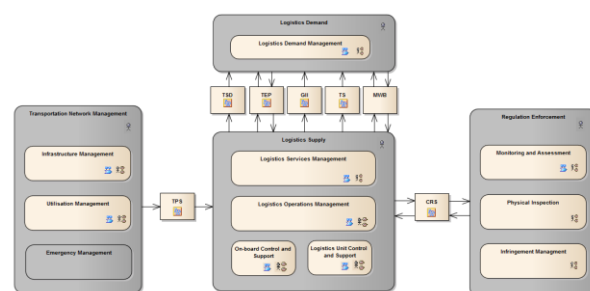 Logistics Demand
Logistics Demand Management
TSD
TEP
GII
TS
MWB
Transportation Network Management
Infrastructure Management
Utilisation Management
Emergency Management
TPS
Logistics Supply
Logistics Services Management
Logistics Operations Management
On-board Control and
Support
Logistics Unit Control
and Support
CRS
Regulation Enforcement
Monitoring and Assessment
Physical Inspection
Infringement Managment